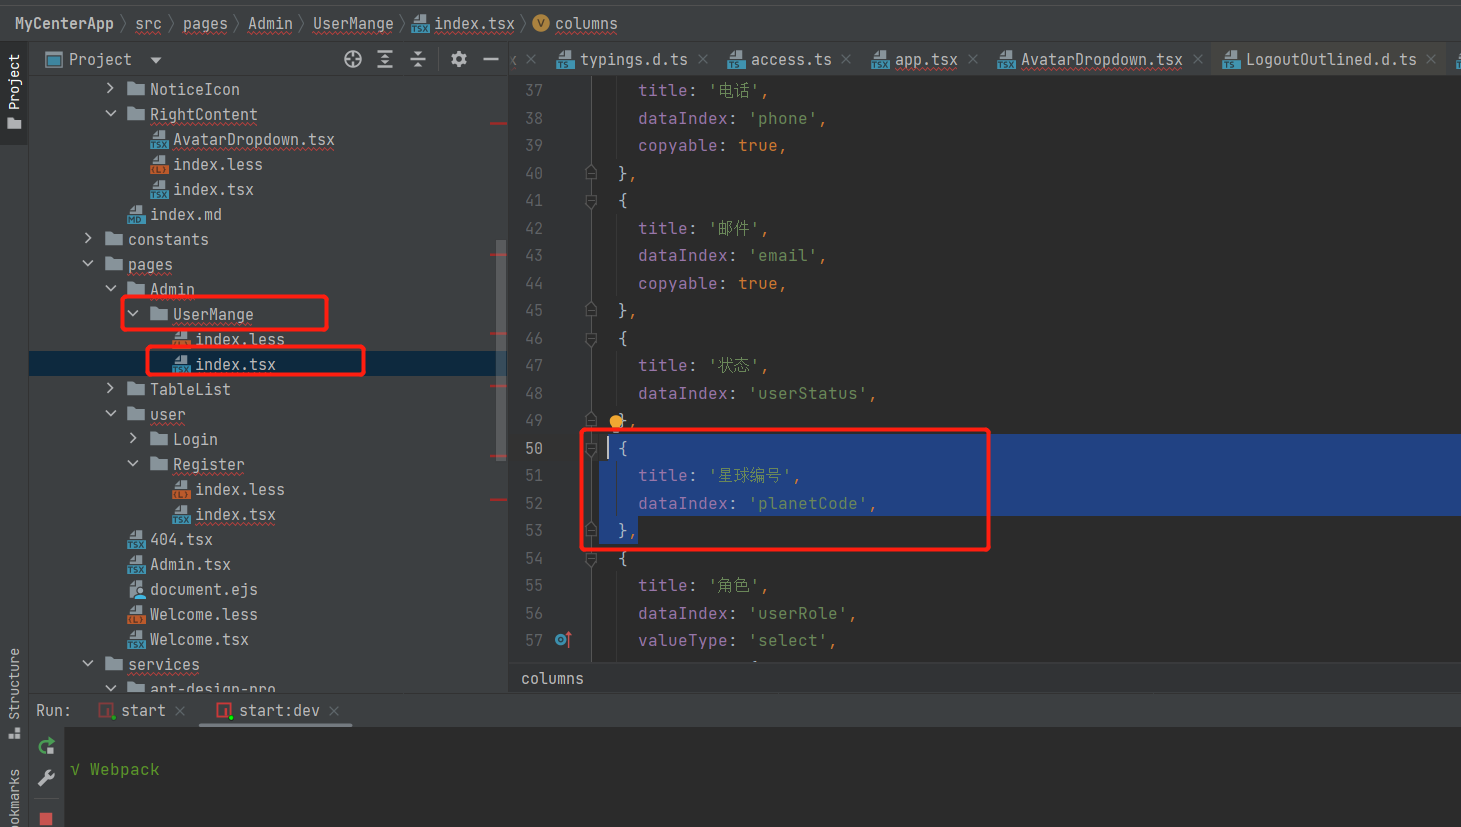 MyCenterApp › src › pages › Admin › UserMange › index.tsx › columns
Project
Project
typings.d.ts
access.ts
app.tsx
AvatarDropdown.tsx
LogoutOutlined.d.ts
NoticeIcon
RightContent
AvatarDropdown.tsx
index.less
index.tsx
index.md
constants
pages
Admin
UserMange
index.less
index.tsx
TableList
user
Login
Register
index.less
index.tsx
404.tsx
Admin.tsx
document.ejs
Welcome.less
Welcome.tsx
services
ant-design-pro
37 title: '电话',
38 dataIndex: 'phone',
39 copyable: true,
40 },
41 {
42 title: '邮件',
43 dataIndex: 'email',
44 copyable: true,
45 },
46 {
47 title: '状态',
48 dataIndex: 'userStatus',
49 },
50 {
51 title: '星球编号',
52 dataIndex: 'planetCode',
53 },
54 {
55 title: '角色',
56 dataIndex: 'userRole',
57 valueType: 'select',
columns
Structure
Run: start start:dev
√ Webpack